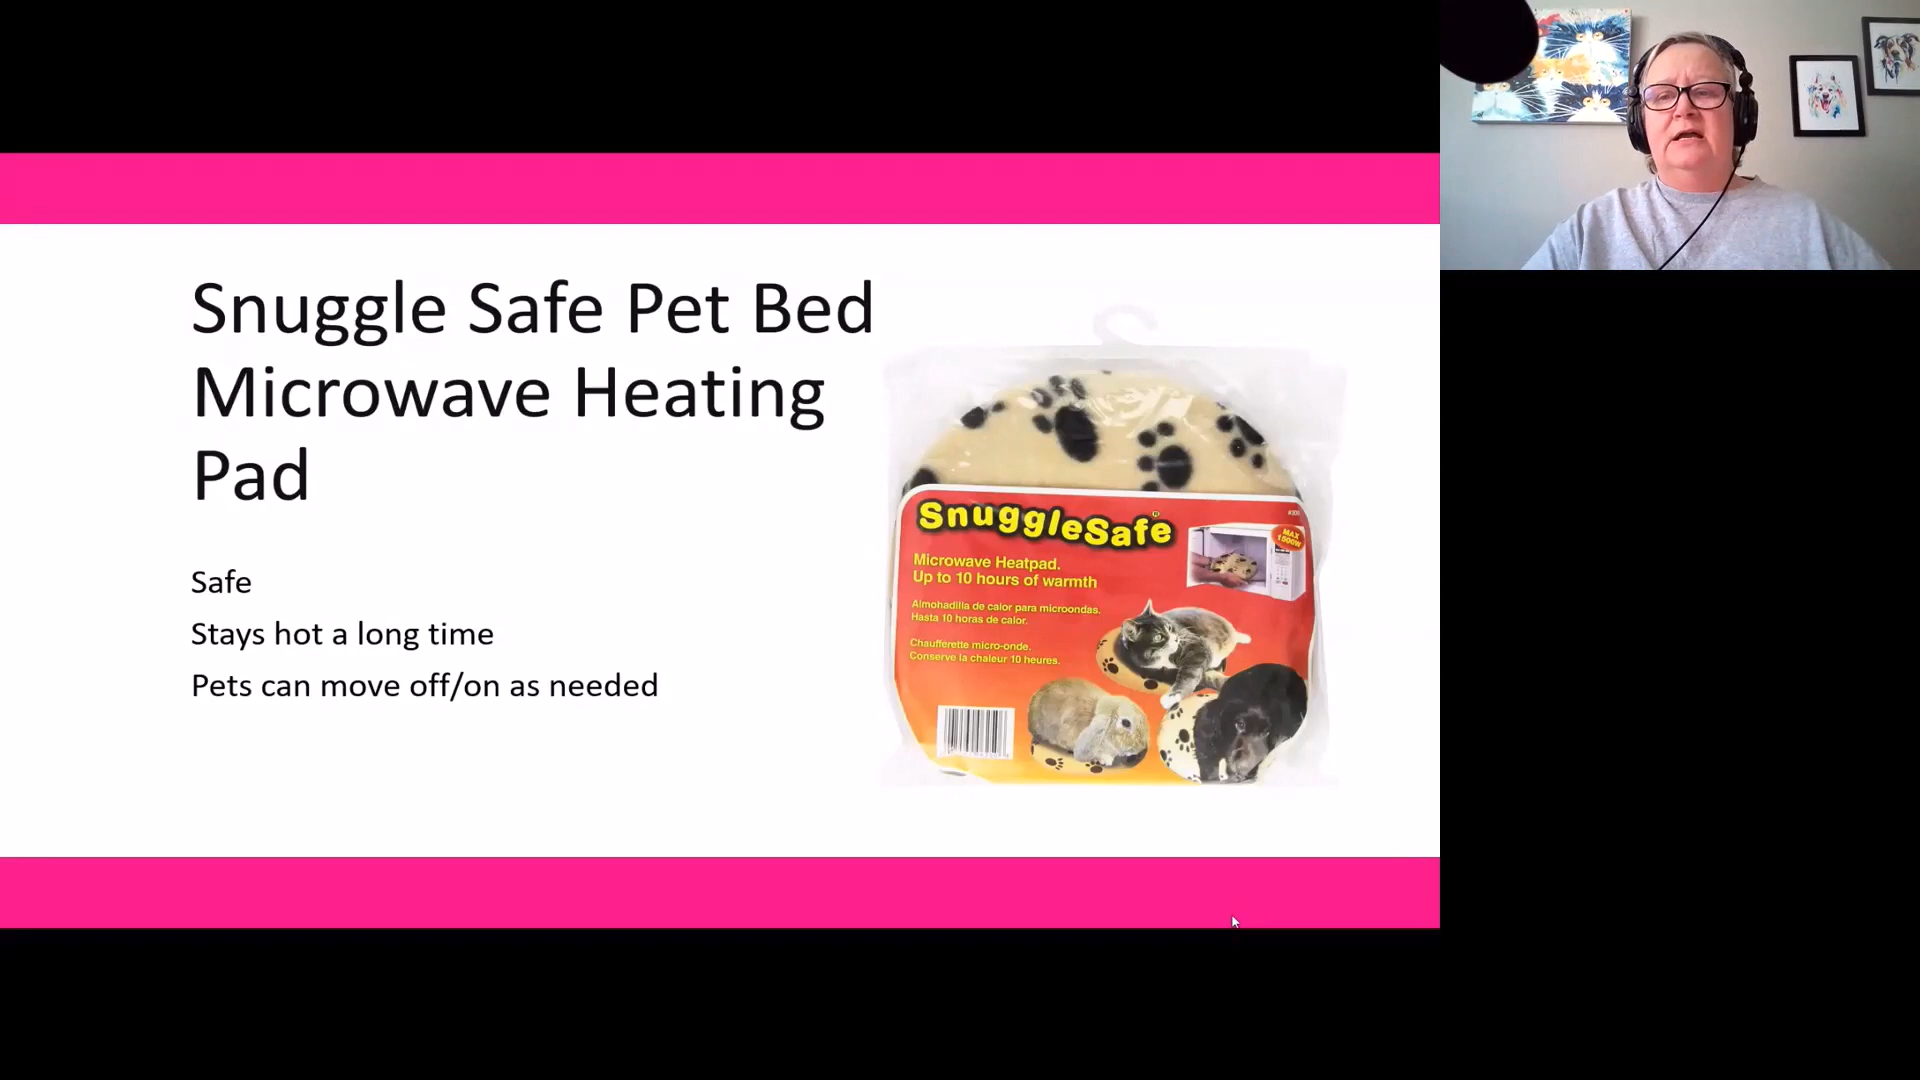 Snuggle Safe Pet Bed
Microwave Heating
Pad
Safe
Stays hot a long time
Pets can move off/on as needed
SnuggleSafe®
MAX
1500W
Microwave Heatpad.
Up to 10 hours of warmth
Almohadilla de calor para microondas.
Hasta 10 horas de calor.
Chaufferette micro-onde.
Conserve la chaleur 10 heures.